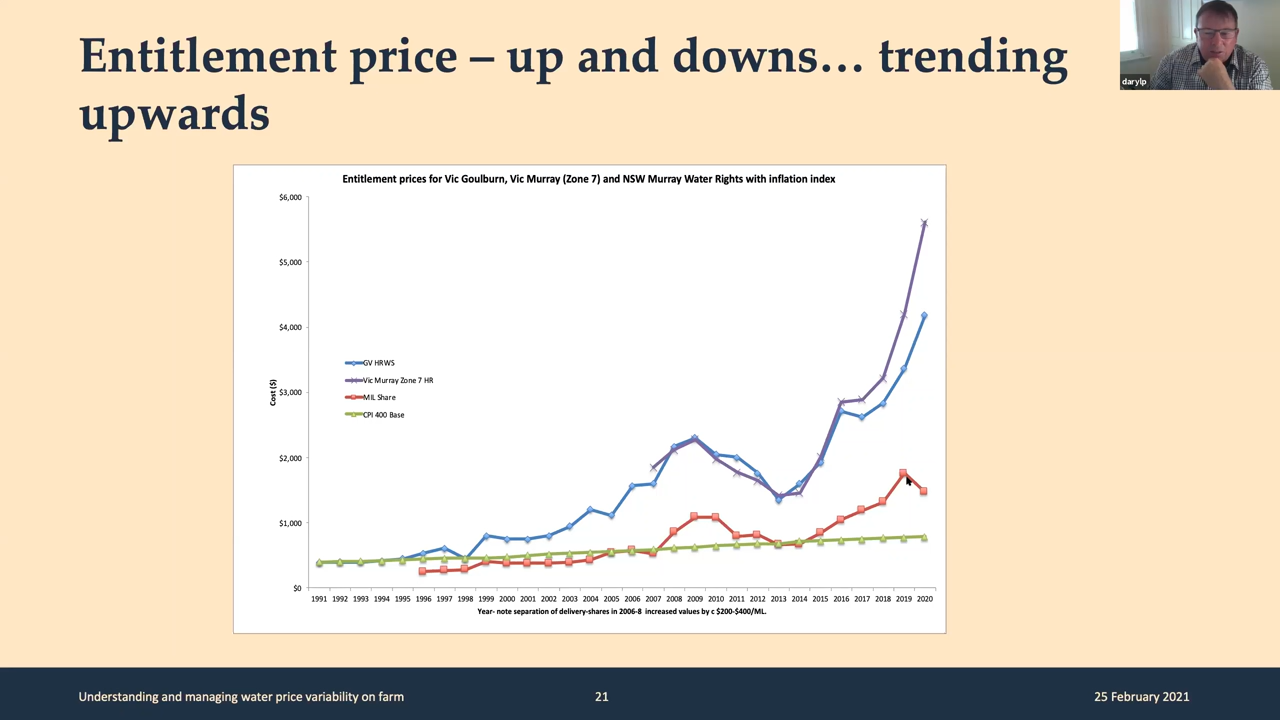 Entitlement price – up and downs… trending
upwards
darylp
Entitlement prices for Vic Goulburn, Vic Murray (Zone 7) and NSW Murray Water Rights with inflation index
$6,000
$5,000
$4,000
$3,000
$2,000
$1,000
$0
Cost ($)
GV HRWS
Vic Murray Zone 7 HR
MIL Share
CPI 400 Base
1991 1992 1993 1994 1995 1996 1997 1998 1999 2000 2001 2002 2003 2004 2005 2006 2007 2008 2009 2010 2011 2012 2013 2014 2015 2016 2017 2018 2019 2020
Year- note separation of delivery-shares in 2006-8 increased values by c $200-$400/ML.
Understanding and managing water price variability on farm
21
25 February 2021